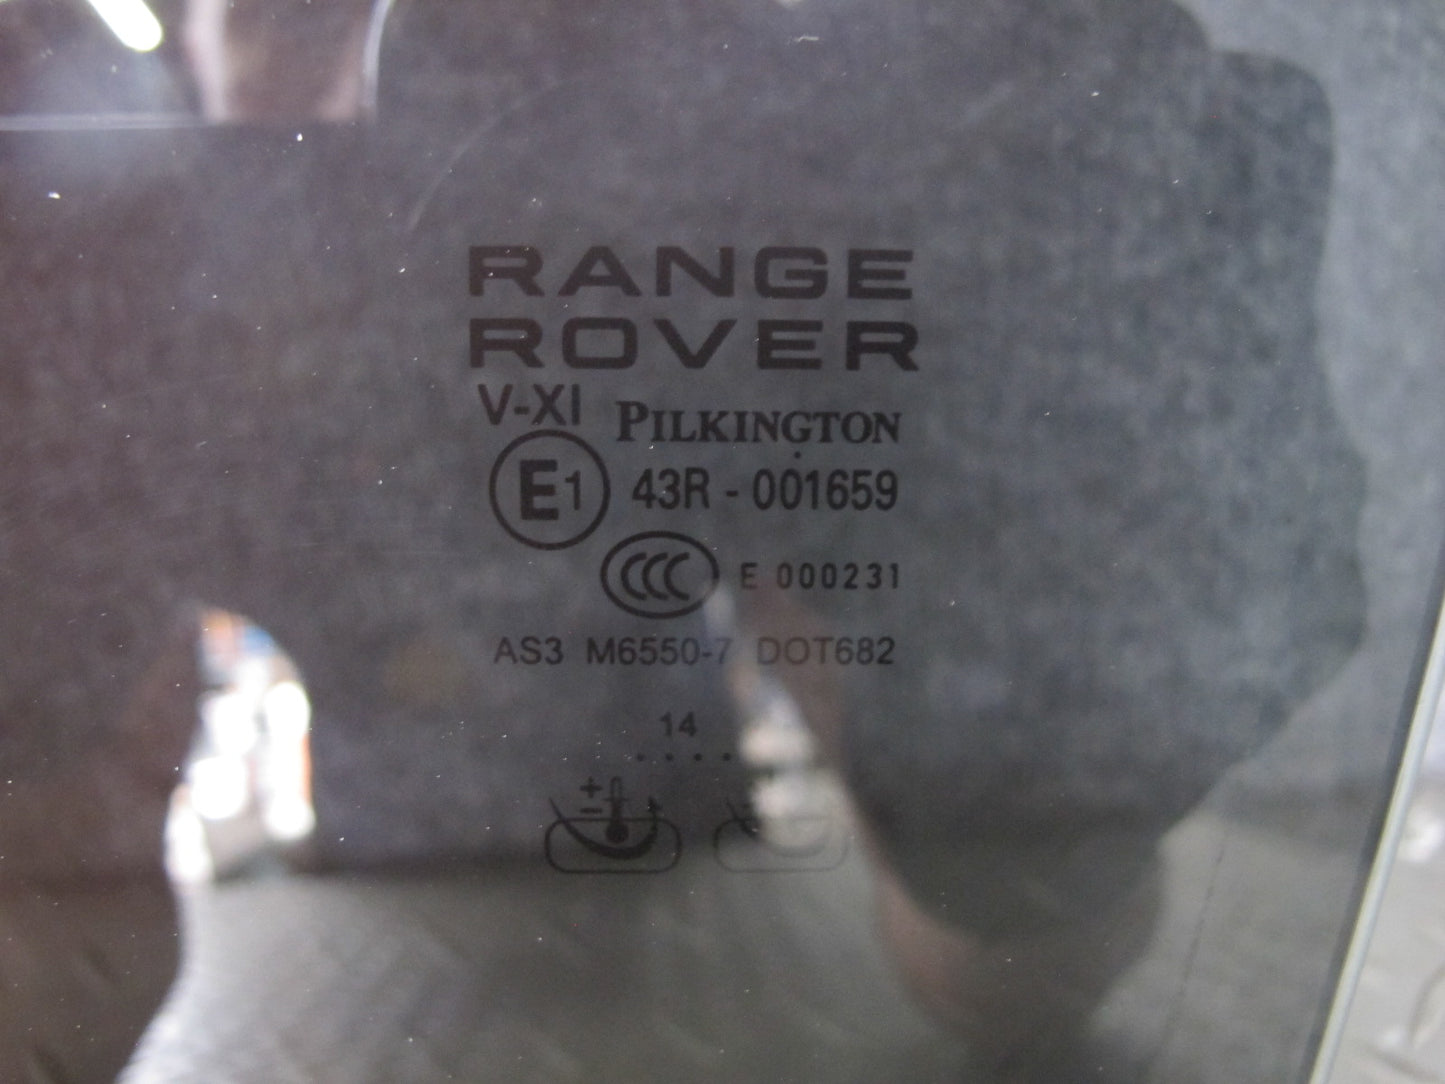 RANGE
ROVER
V-XI PILKINGTON
E1 43R - 001659
CCC E 000231
AS3 M6550-7 DOT682
14
. . . .
+
−